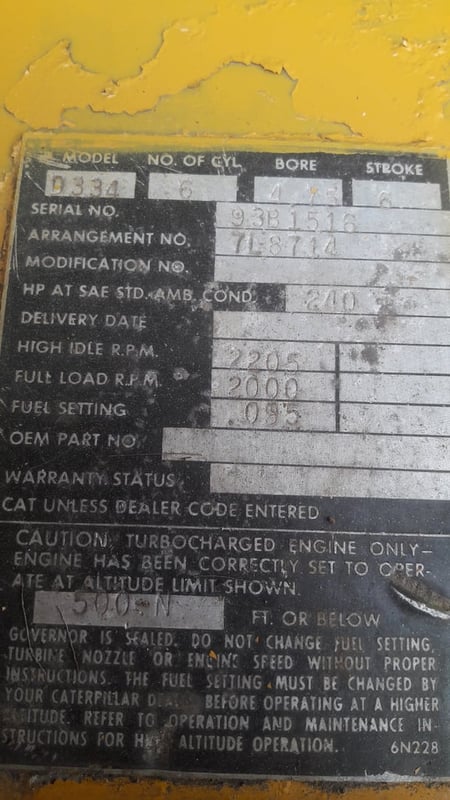 MODEL NO. OF CYL. BORE STROKE
D334 6 4.75 6
SERIAL NO. 93B1516
ARRANGEMENT NO. 7L8714
MODIFICATION NO.
HP AT SAE STD. AMB. COND. 240
DELIVERY DATE
HIGH IDLE R.P.M. 2205
FULL LOAD R.P.M. 2000
FUEL SETTING .095
OEM PART NO.
WARRANTY STATUS
CAT UNLESS DEALER CODE ENTERED
CAUTION, TURBOCHARGED ENGINE ONLY—
ENGINE HAS BEEN CORRECTLY SET TO OPER-
ATE AT ALTITUDE LIMIT SHOWN.
FT. OR BELOW
GOVERNOR IS SEALED. DO NOT CHANGE FUEL SETTING,
TURBINE NOZZLE OR ENGINE SPEED WITHOUT PROPER
INSTRUCTIONS. THE FUEL SETTING MUST BE CHANGED BY
YOUR CATERPILLAR BEFORE OPERATING AT A HIGHER
ALTITUDE. REFER TO OPERATION AND MAINTENANCE IN-
STRUCTIONS FOR ALTITUDE OPERATION. 6N228